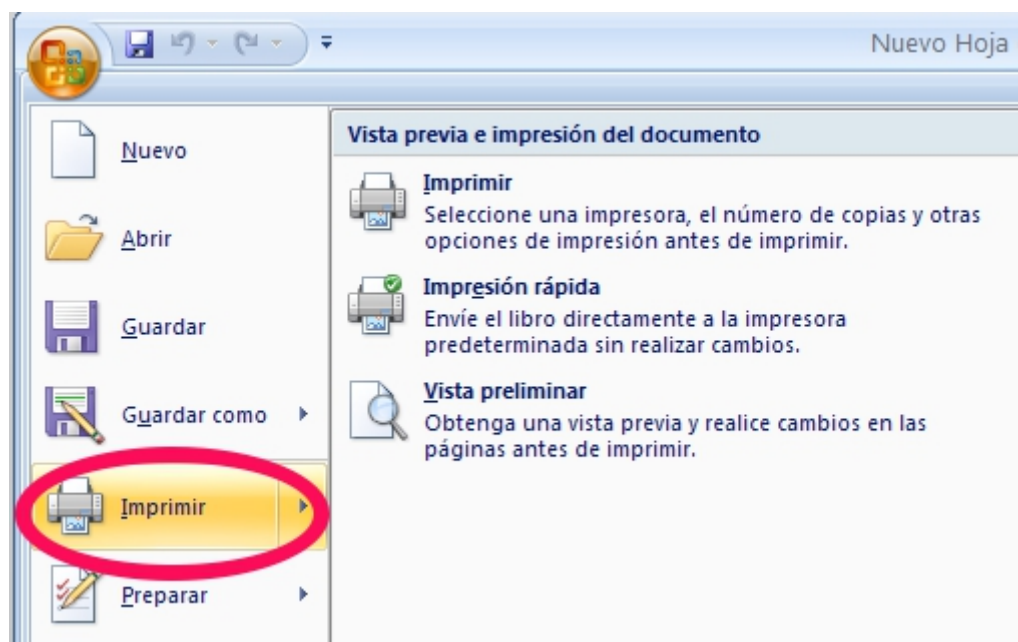 Nuevo Hoja
Nuevo
Abrir
Guardar
Guardar como
Imprimir
Preparar
Vista previa e impresión del documento
Imprimir
Seleccione una impresora, el número de copias y otras
opciones de impresión antes de imprimir.
Impresión rápida
Envíe el libro directamente a la impresora
predeterminada sin realizar cambios.
Vista preliminar
Obtenga una vista previa y realice cambios en las
páginas antes de imprimir.